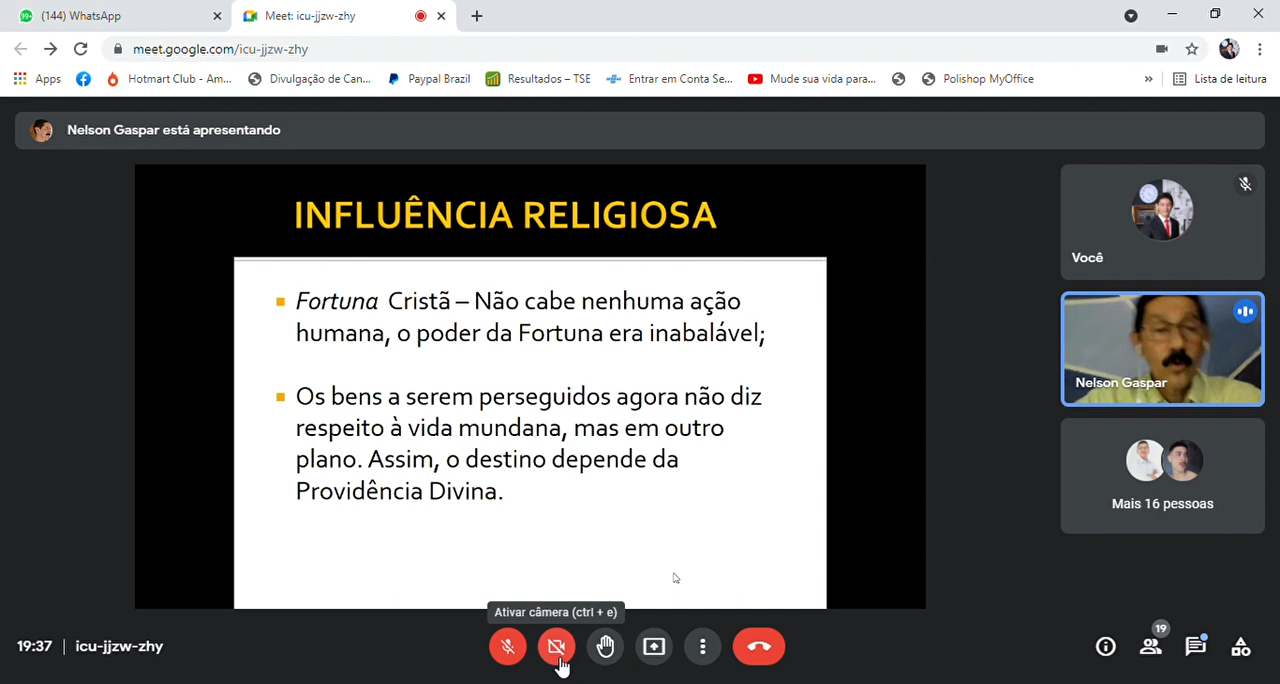 (144) WhatsApp
Meet: icu-jjzw-zhy
meet.google.com/icu-jjzw-zhy
Apps
Hotmart Club - Am...
Divulgação de Can...
Paypal Brazil
Resultados – TSE
Entrar em Conta Se...
Mude sua vida para...
Polishop MyOffice
»
Lista de leitura
Nelson Gaspar está apresentando
INFLUÊNCIA RELIGIOSA
Fortuna Cristã – Não cabe nenhuma ação
humana, o poder da Fortuna era inabalável;
Os bens a serem perseguidos agora não diz
respeito à vida mundana, mas em outro
plano. Assim, o destino depende da
Providência Divina.
Você
Nelson Gaspar
Mais 16 pessoas
Ativar câmera (ctrl + e)
19:37 | icu-jjzw-zhy
19